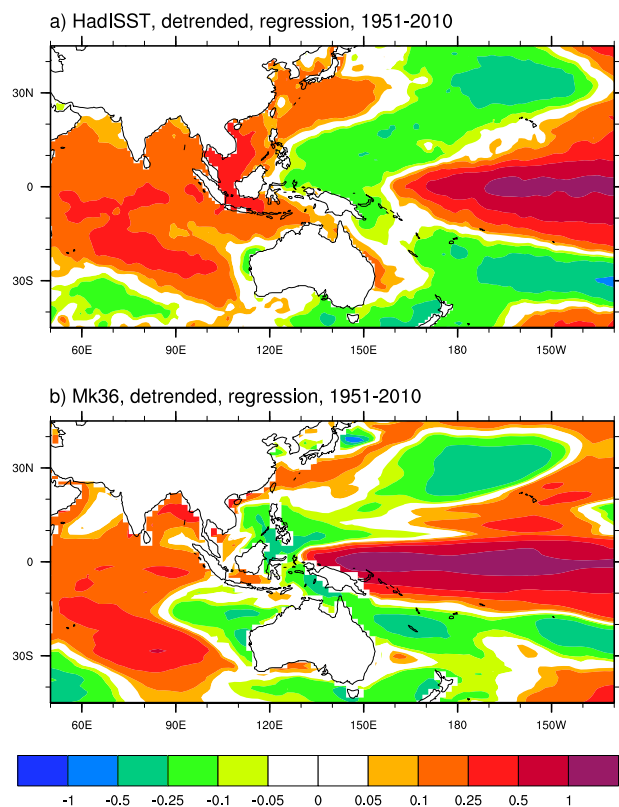 a) HadISST, detrended, regression, 1951-2010
30N
0
30S
60E 90E 120E 150E 180 150W
b) Mk36, detrended, regression, 1951-2010
30N
0
30S
60E 90E 120E 150E 180 150W
-1 -0.5 -0.25 -0.1 -0.05 0 0.05 0.1 0.25 0.5 1